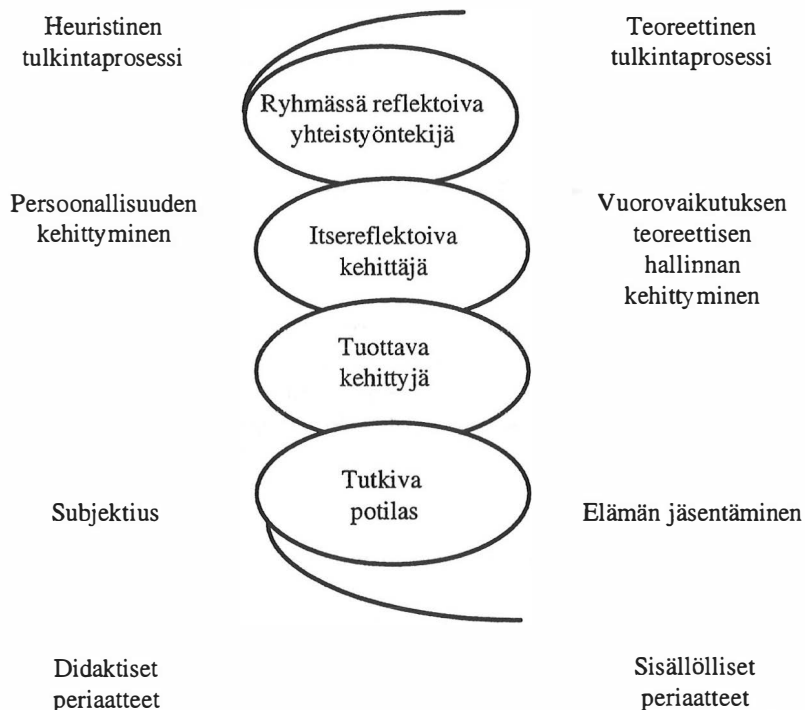 Heuristinen
tulkintaprosessi
Teoreettinen
tulkintaprosessi
Ryhmässä reflektoiva
yhteistyöntekijä
Persoonallisuuden
kehittyminen
Itsereflektoiva
kehittäjä
Vuorovaikutuksen
teoreettisen
hallinnan
kehittyminen
Tuottava
kehittyjä
Subjektius
Tutkiva
potilas
Elämän jäsentäminen
Didaktiset
periaatteet
Sisällölliset
periaatteet